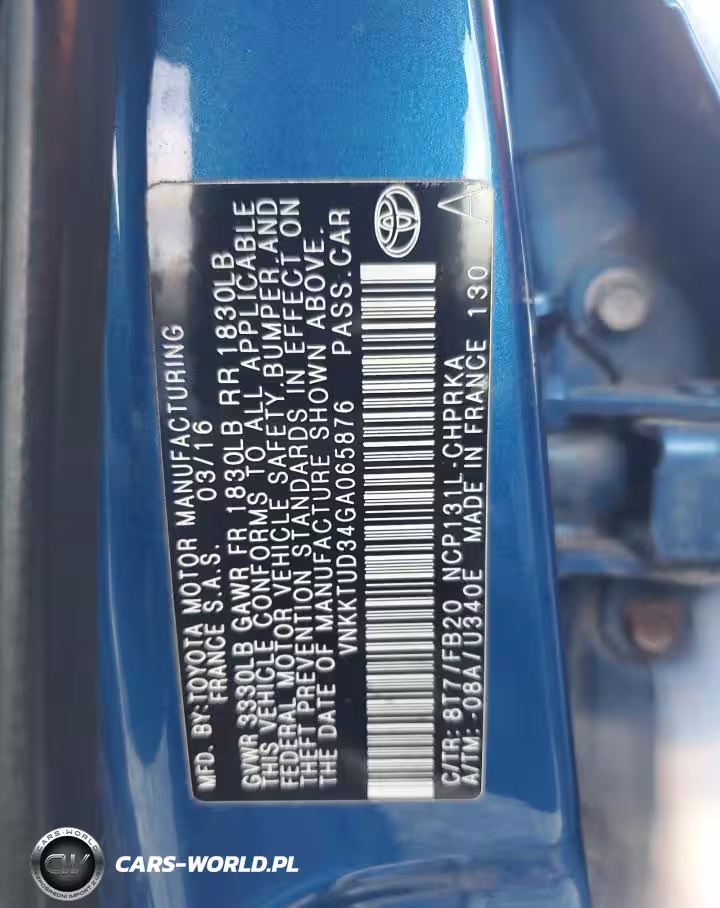 MFD. BY: TOYOTA MOTOR MANUFACTURING
FRANCE S.A.S. 03/16
GVWR 3330LB GAWR FR 1830LB RR 1830LB
THIS VEHICLE CONFORMS TO ALL APPLICABLE
FEDERAL MOTOR VEHICLE SAFETY, BUMPER, AND
THEFT PREVENTION STANDARDS IN EFFECT ON
THE DATE OF MANUFACTURE SHOWN ABOVE.
VNKKTUD34GA065876 PASS.CAR
C/TR: 8T7/FB20 NCP131L-CHPRKA
A/TM: -08A/U340E MADE IN FRANCE 130
A
CARS-WORLD
CW
CARS-WORLD.PL